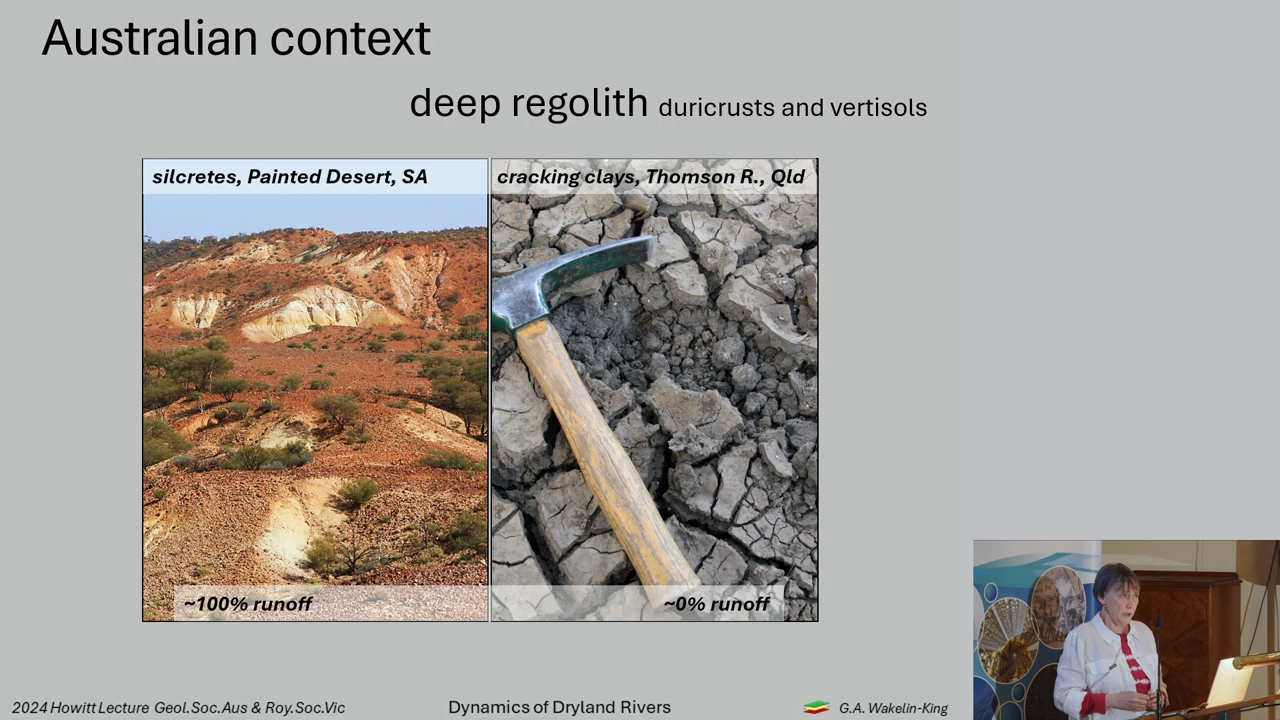 Australian context
deep regolith duricrusts and vertisols
silcretes, Painted Desert, SA
cracking clays, Thomson R., Qld
~100% runoff
~0% runoff
2024 Howitt Lecture Geol.Soc.Aus & Roy.Soc.Vic
Dynamics of Dryland Rivers
G.A. Wakelin-King